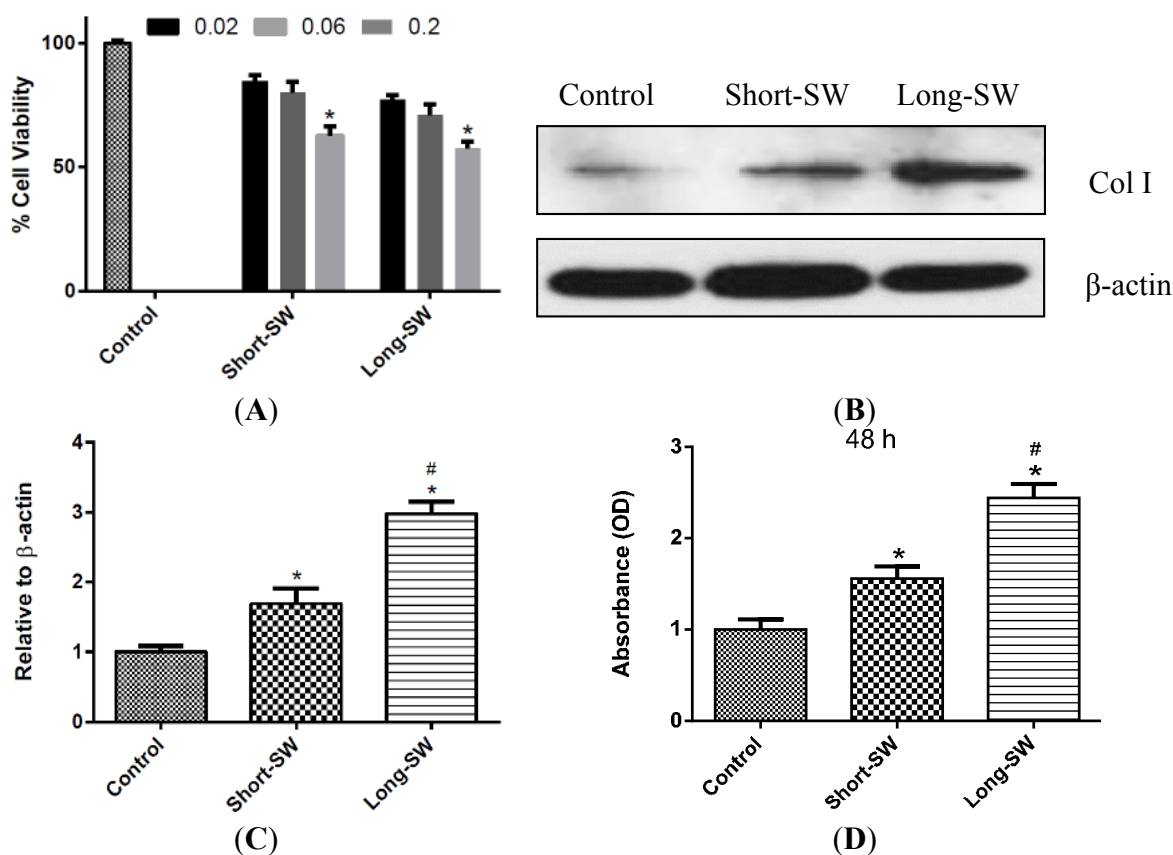 0.02 0.06 0.2
% Cell Viability
100
50
0
*
*
Control
Short-SW
Long-SW
(A)
Control Short-SW Long-SW
Col I
β-actin
(B)
Relative to β-actin
4
3
2
1
0
*
#
*
Control
Short-SW
Long-SW
(C)
48 h
Absorbance (OD)
3
2
1
0
*
#
*
Control
Short-SW
Long-SW
(D)